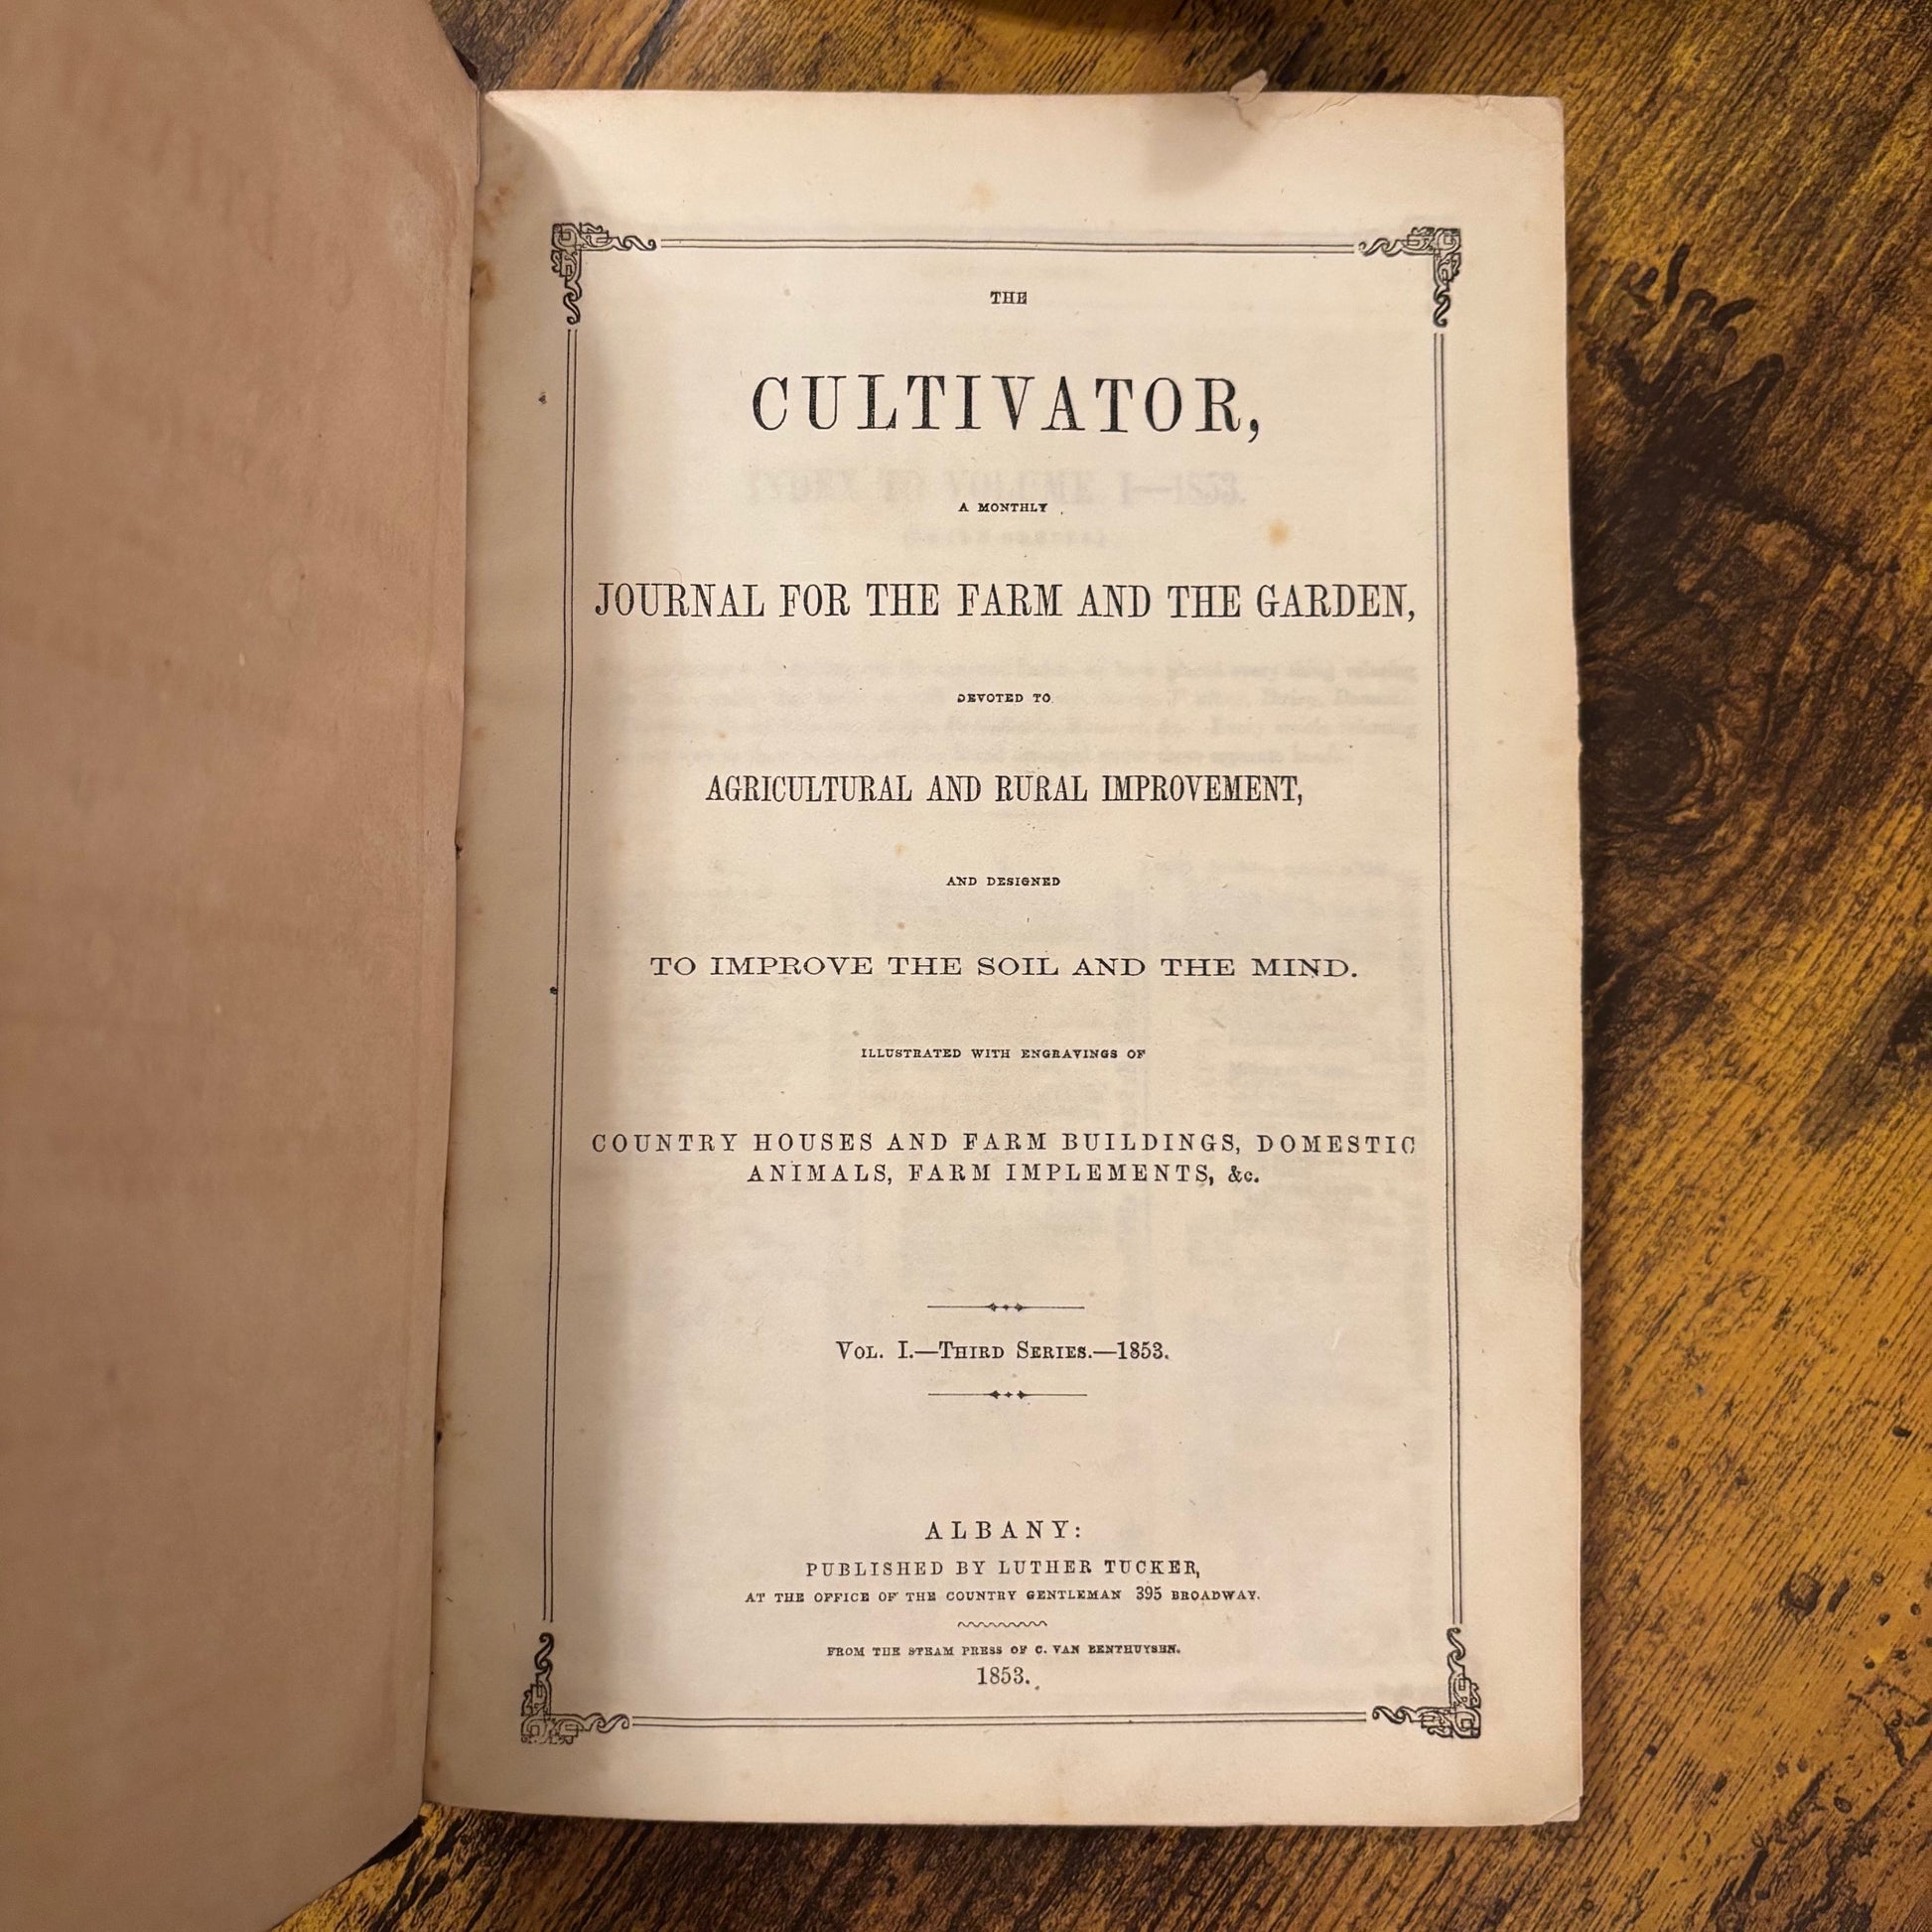 THE
CULTIVATOR,
A MONTHLY
JOURNAL FOR THE FARM AND THE GARDEN,
DEVOTED TO
AGRICULTURAL AND RURAL IMPROVEMENT,
AND DESIGNED
TO IMPROVE THE SOIL AND THE MIND.
ILLUSTRATED WITH ENGRAVINGS OF
COUNTRY HOUSES AND FARM BUILDINGS, DOMESTIC
ANIMALS, FARM IMPLEMENTS, &c.
VOL. I.—THIRD SERIES.—1853.
ALBANY:
PUBLISHED BY LUTHER TUCKER,
AT THE OFFICE OF THE COUNTRY GENTLEMAN 395 BROADWAY.
FROM THE STEAM PRESS OF C. VAN BENTHUYSEN.
1853.